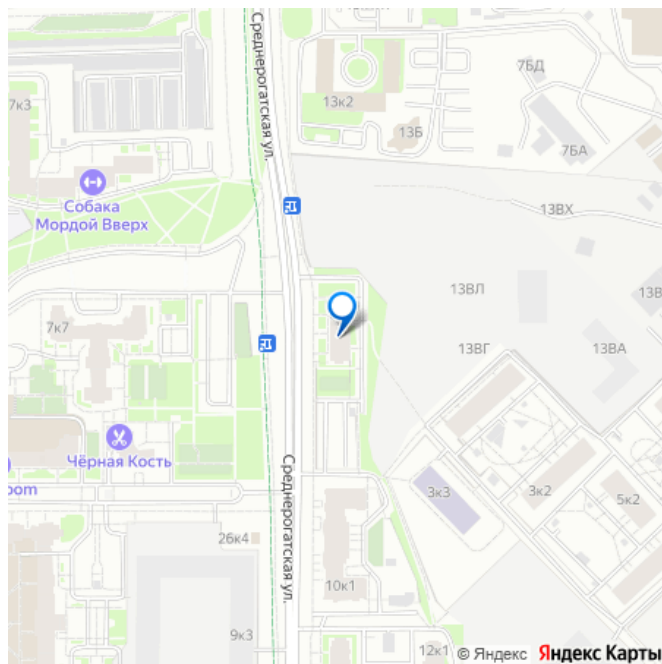 Среднерогатская ул.
7БД
7к3
13к2
13Б
7БА
Собака
Мордой Вверх
13ВХ
13ВЛ
13В
7к7
13ВГ
13ВА
Чёрная Кость
oom
3к3
3к2
5к2
Среднерогатская ул.
26к4
10к1
9к3
12к1
© Яндекс Яндекс Карты